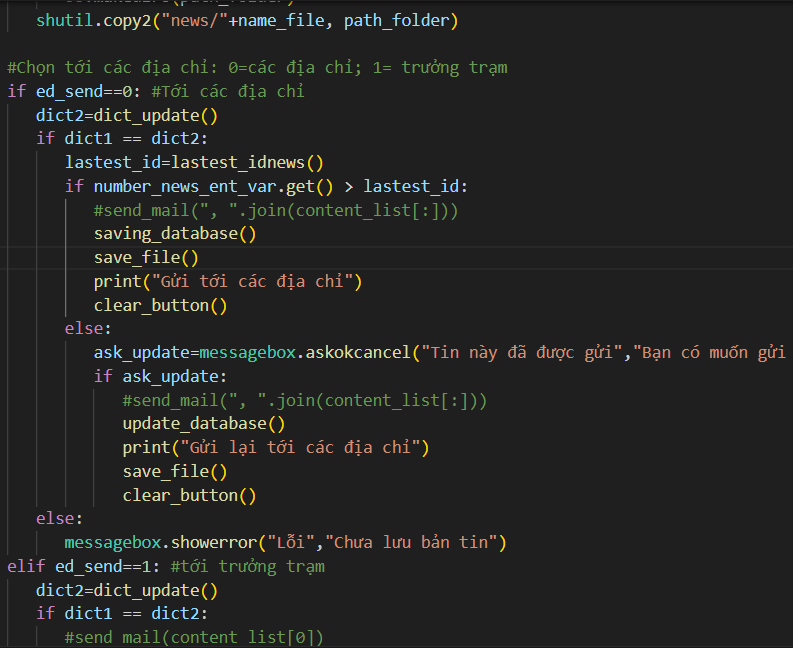 shutil.copy2("news/"+name_file, path_folder)
#Chọn tới các địa chỉ: 0=các địa chỉ; 1= trưởng trạm
if ed_send==0: #Tới các địa chỉ
dict2=dict_update()
if dict1 == dict2:
lastest_id=lastest_idnews()
if number_news_ent_var.get() > lastest_id:
#send_mail(", ".join(content_list[:]))
saving_database()
save_file()
print("Gửi tới các địa chỉ")
clear_button()
else:
ask_update=messagebox.askokcancel("Tin này đã được gửi","Bạn có muốn gửi
if ask_update:
#send_mail(", ".join(content_list[:]))
update_database()
print("Gửi lại tới các địa chỉ")
save_file()
clear_button()
else:
messagebox.showerror("Lỗi","Chưa lưu bản tin")
elif ed_send==1: #tới trưởng trạm
dict2=dict_update()
if dict1 == dict2:
#send_mail(content_list[0])